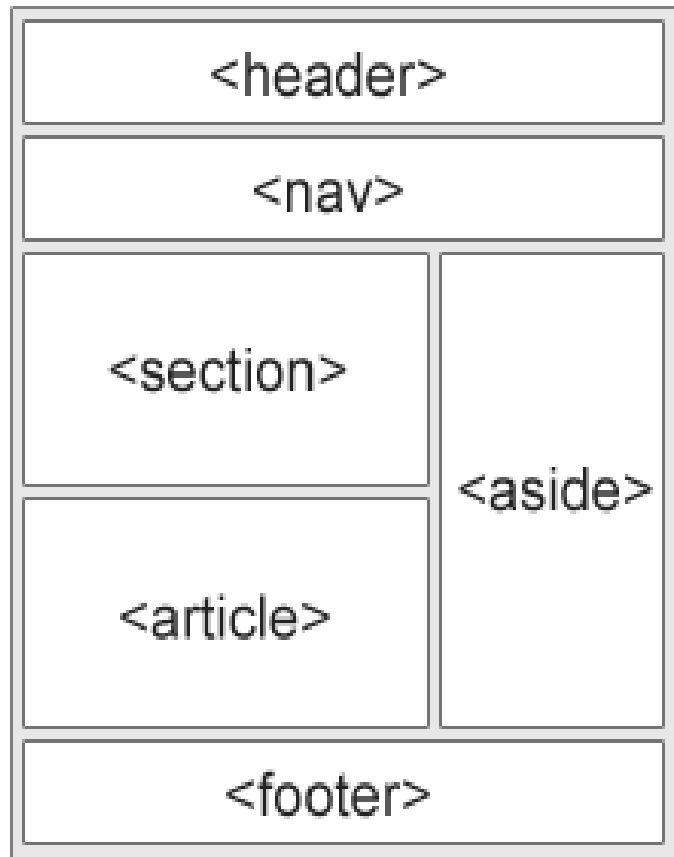 <header>
<nav>
<section>
<aside>
<article>
<footer>